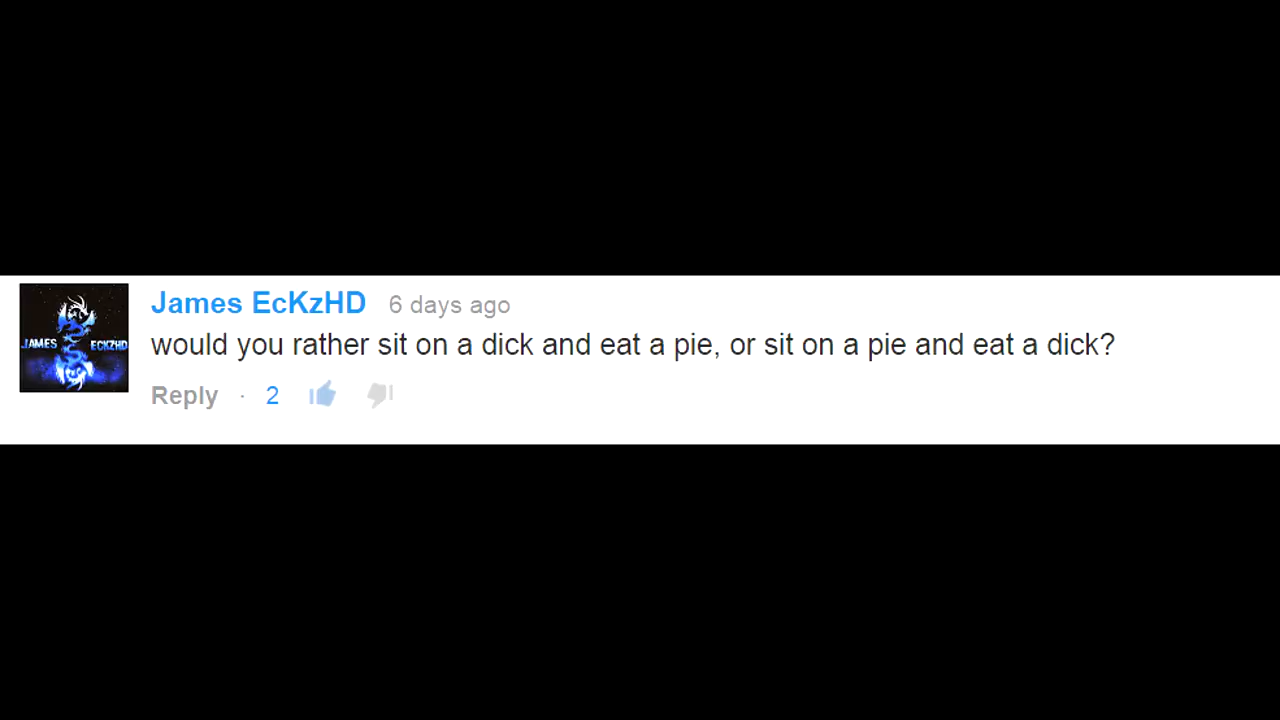 James EcKzHD 6 days ago
JAMES ECKZHD
would you rather sit on a dick and eat a pie, or sit on a pie and eat a dick?
Reply · 2